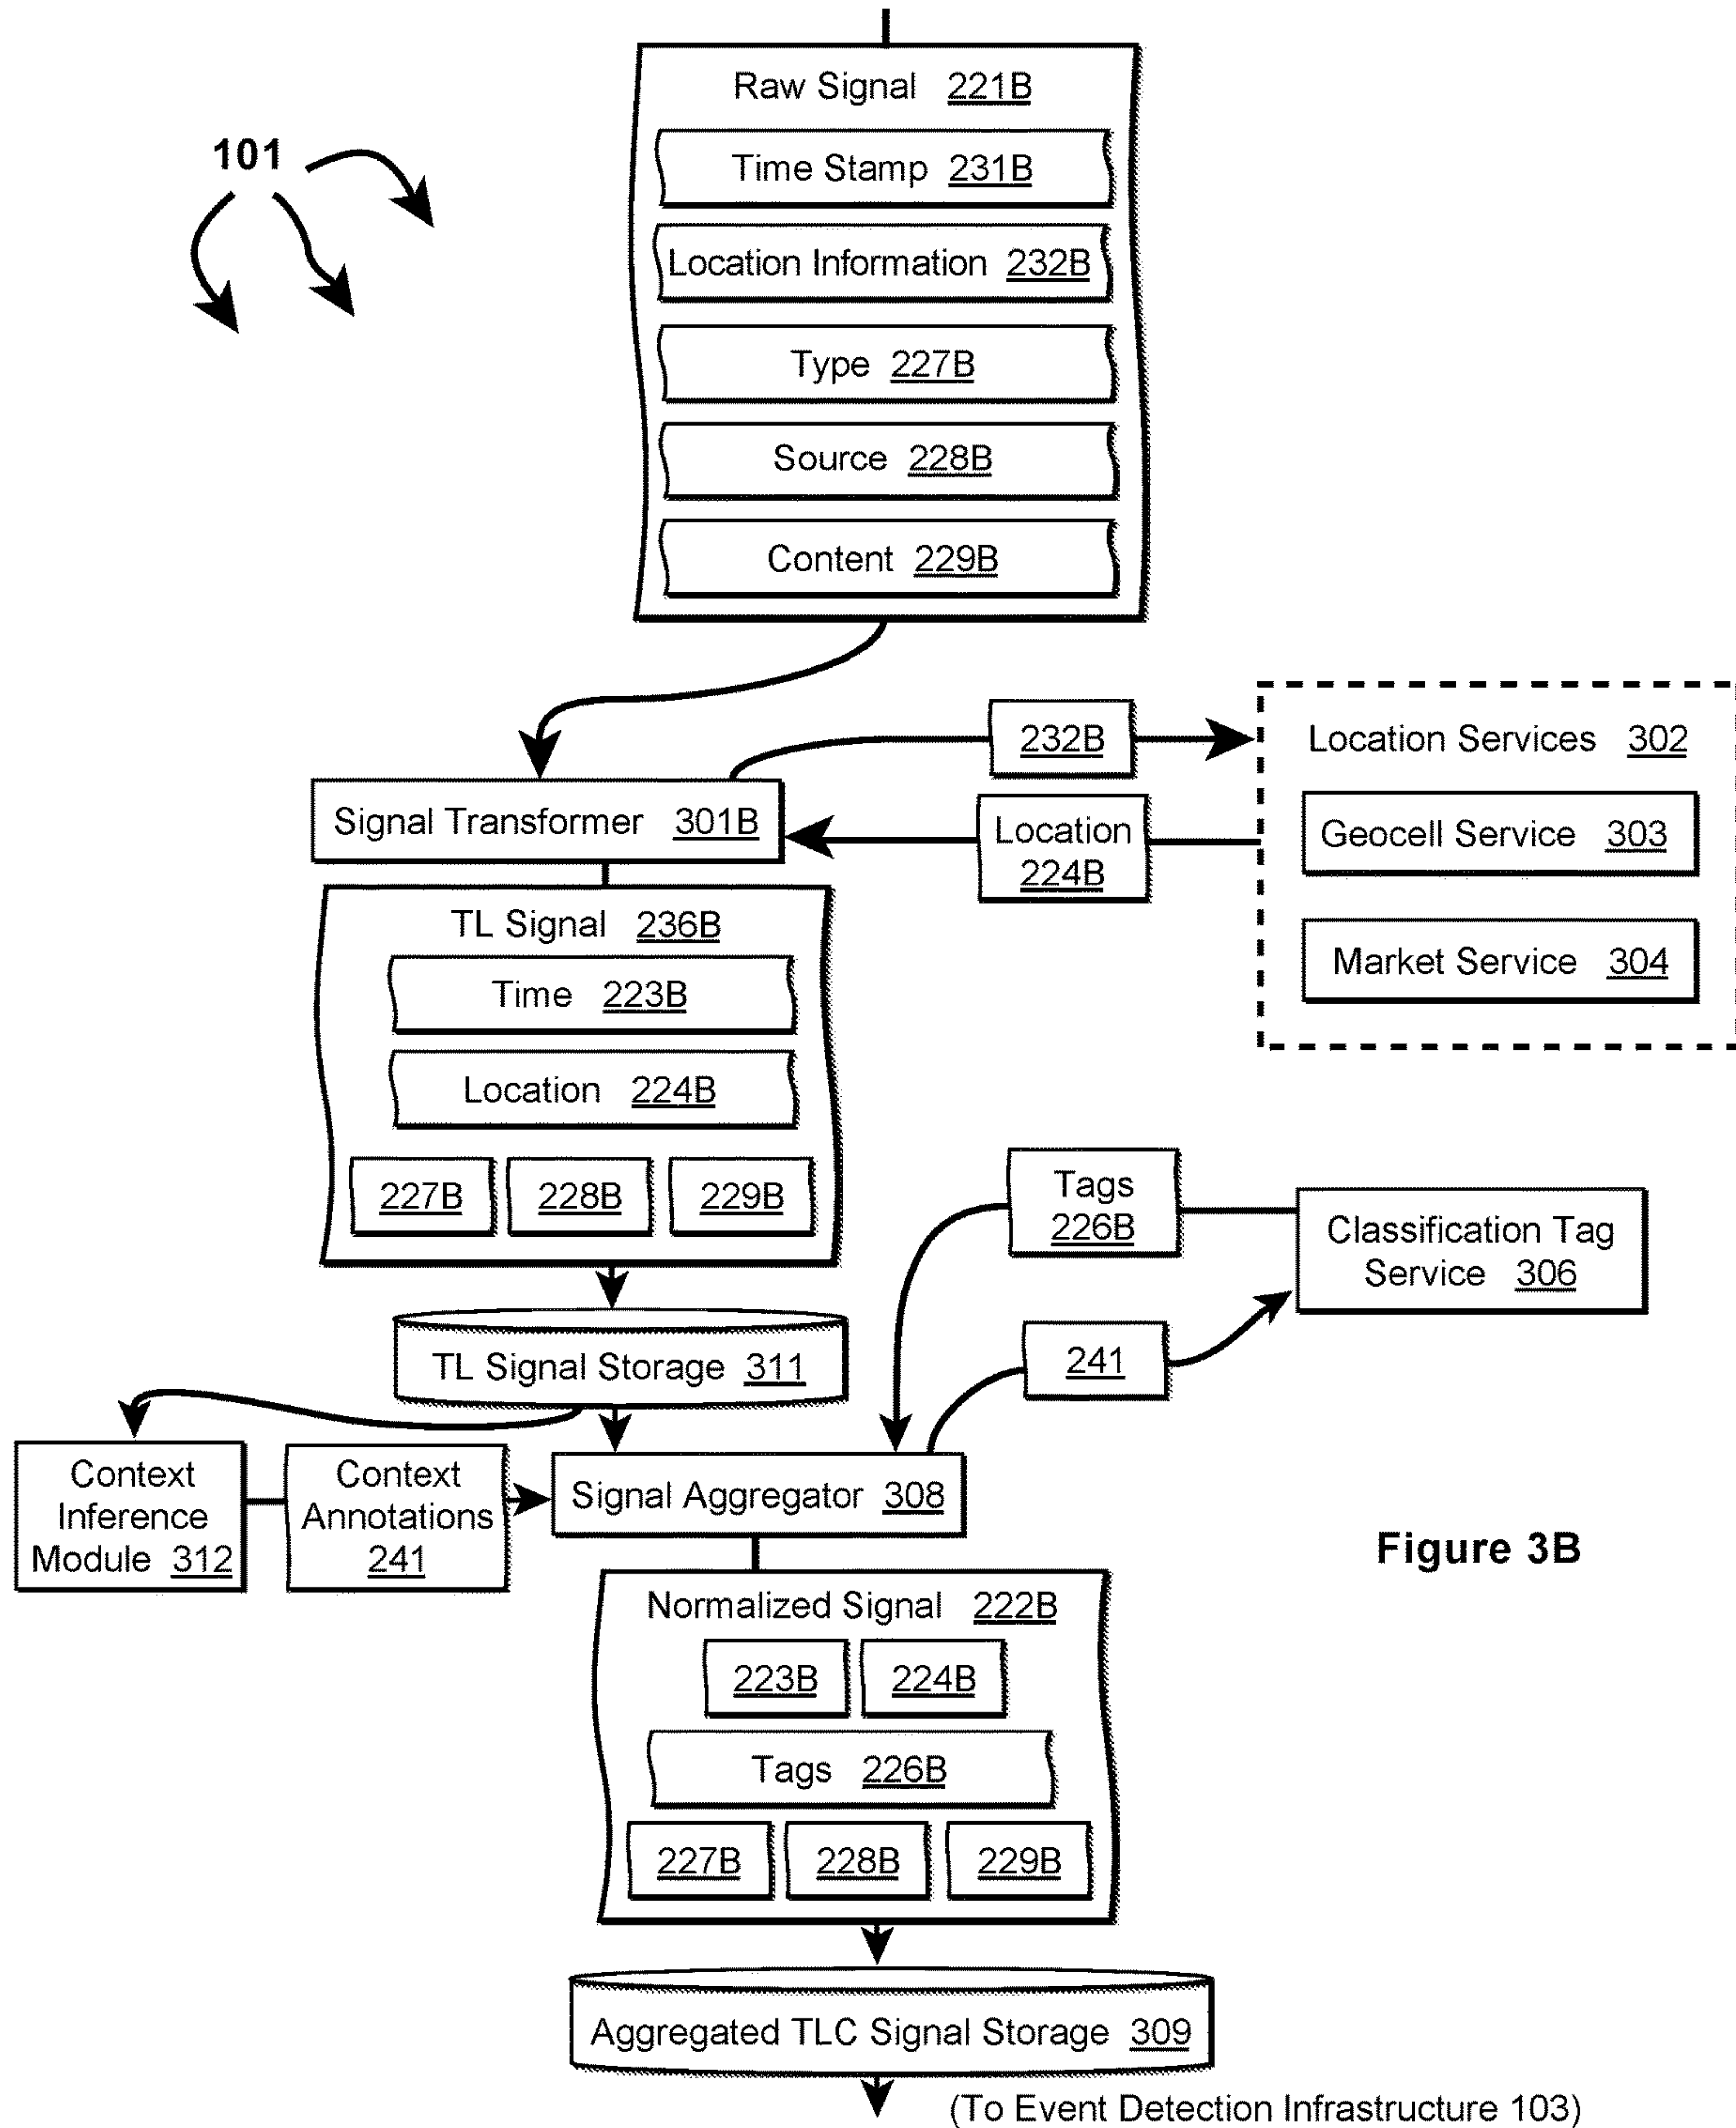 Raw Signal 221B
101
Time Stamp 231B
Location Information 232B
Type 227B
Source 228B
Content 229B
232B
Location Services 302
Signal Transformer 301B
Location
224B
Geocell Service 303
Market Service 304
TL Signal 236B
Time 223B
Location 224B
227B 228B 229B
Tags
226B
Classification Tag
Service 306
TL Signal Storage 311
241
Context
Inference
Module 312
Context
Annotations
241
Signal Aggregator 308
Figure 3B
Normalized Signal 222B
223B 224B
Tags 226B
227B 228B 229B
Aggregated TLC Signal Storage 309
(To Event Detection Infrastructure 103)